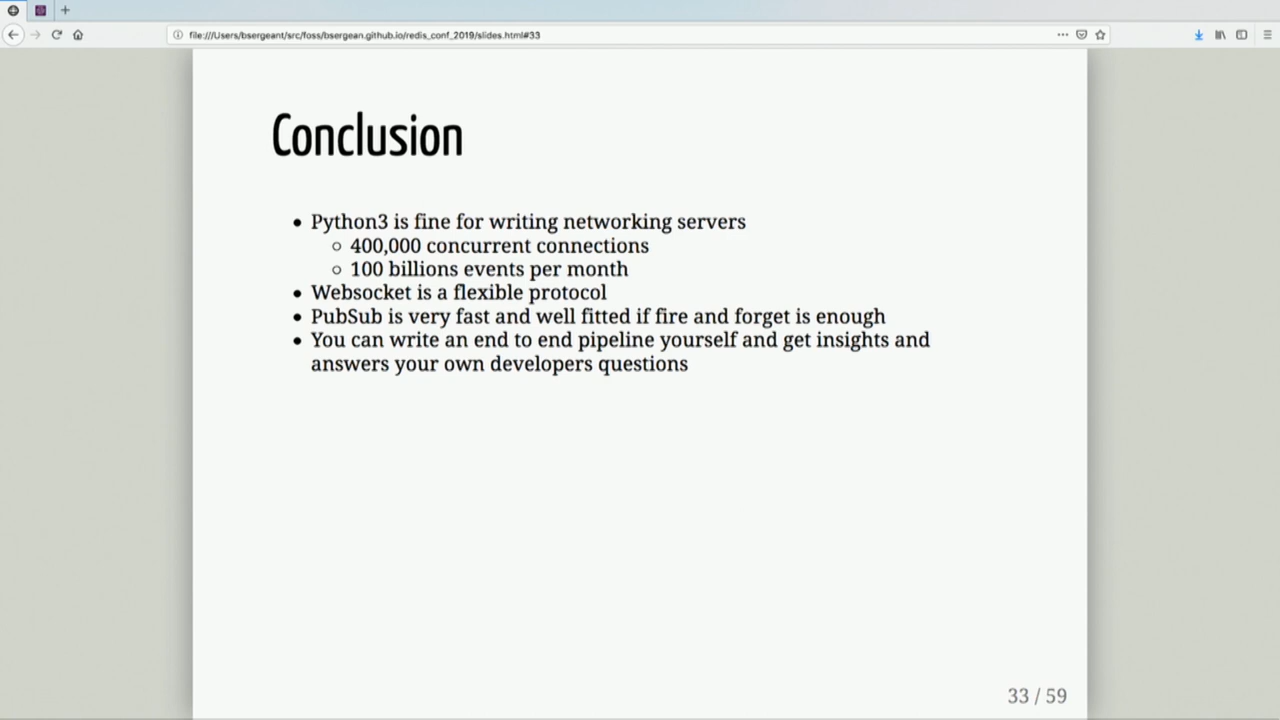 file:///Users/bsergeant/src/foss/bsergean.github.io/redis_conf_2019/slides.html#33
Conclusion
Python3 is fine for writing networking servers
400,000 concurrent connections
100 billions events per month
Websocket is a flexible protocol
PubSub is very fast and well fitted if fire and forget is enough
You can write an end to end pipeline yourself and get insights and
answers your own developers questions
33 / 59